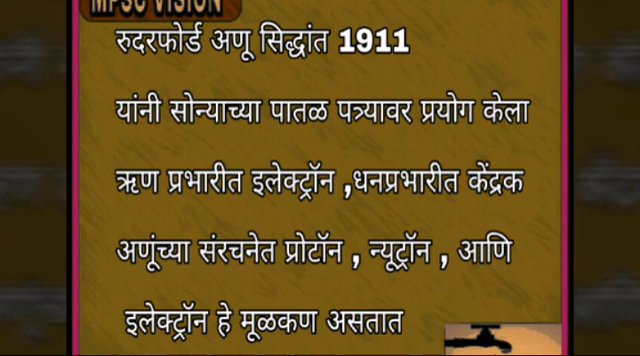 MPSC VISION
रुदरफोर्ड अणू सिद्धांत 1911
यांनी सोन्याच्या पातळ पत्र्यावर प्रयोग केला
ऋण प्रभारीत इलेक्ट्रॉन ,धनप्रभारीत केंद्रक
अणूंच्या संरचनेत प्रोटॉन , न्यूट्रॉन , आणि
इलेक्ट्रॉन हे मूळकण असतात